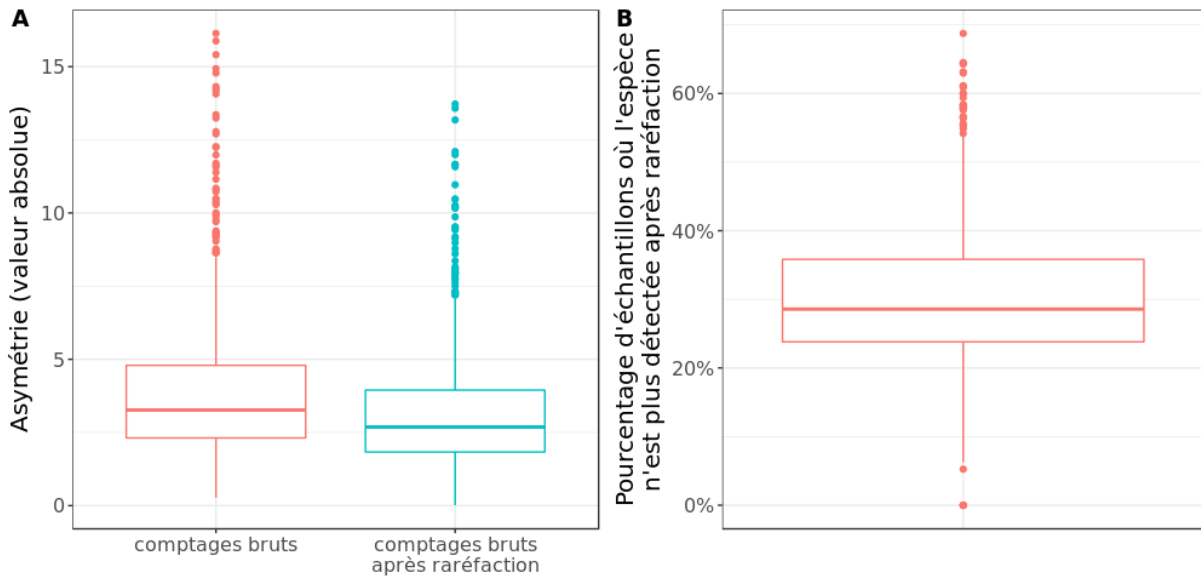 A
Asymétrie (valeur absolue)
15
10
5
0
comptages bruts
comptages bruts
après raréfaction
B
Pourcentage d'échantillons où l'espèce
n'est plus détectée après raréfaction
60%
40%
20%
0%